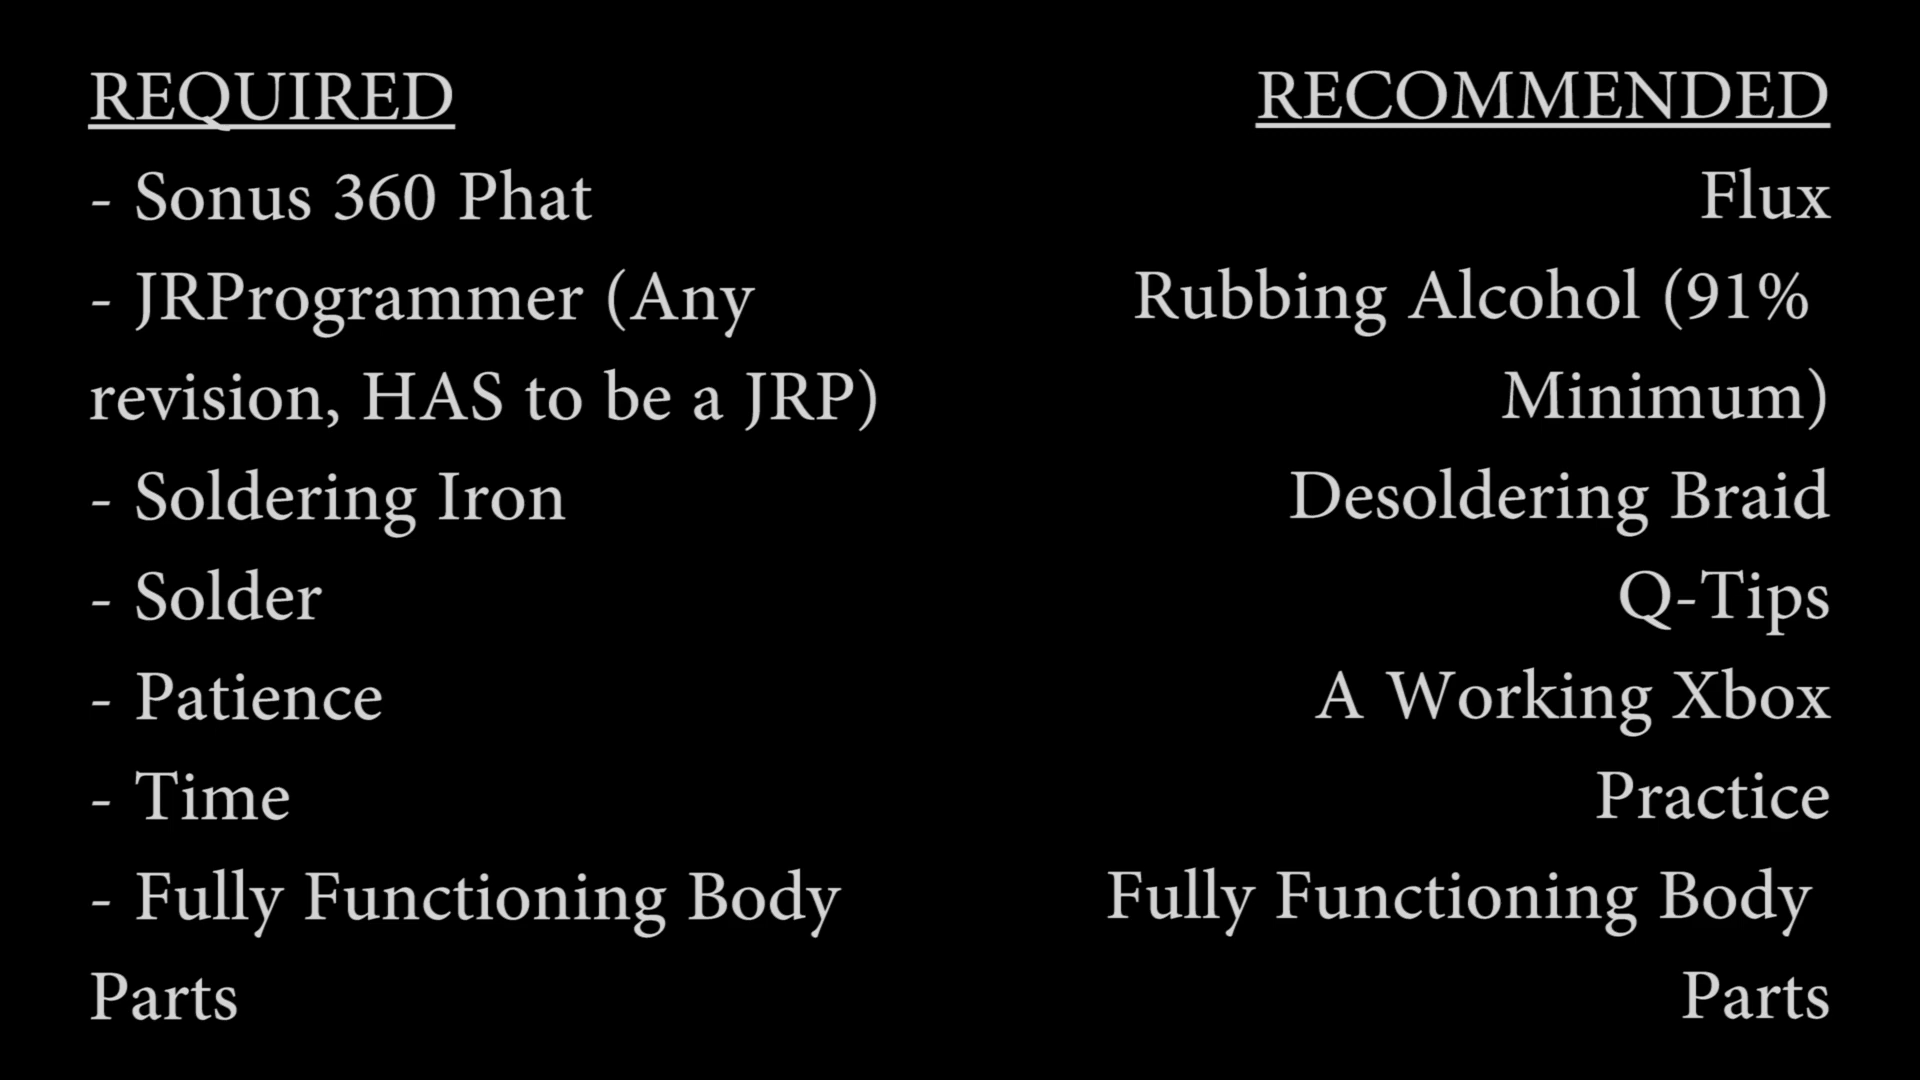 REQUIRED
- Sonus 360 Phat
- JRProgrammer (Any
revision, HAS to be a JRP)
- Soldering Iron
- Solder
- Patience
- Time
- Fully Functioning Body
Parts
RECOMMENDED
Flux
Rubbing Alcohol (91%
Minimum)
Desoldering Braid
Q-Tips
A Working Xbox
Practice
Fully Functioning Body
Parts